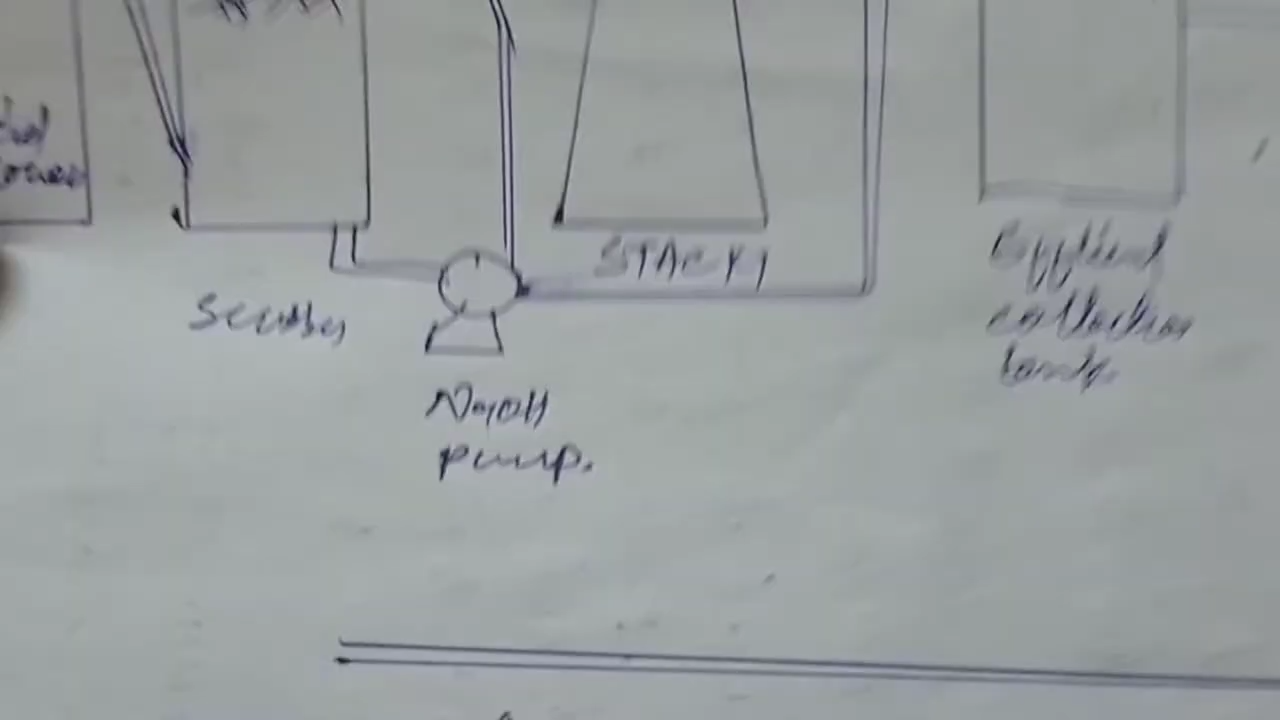 Scrubber
STACK
NaOH
pump.
Effluent
collection
tank.